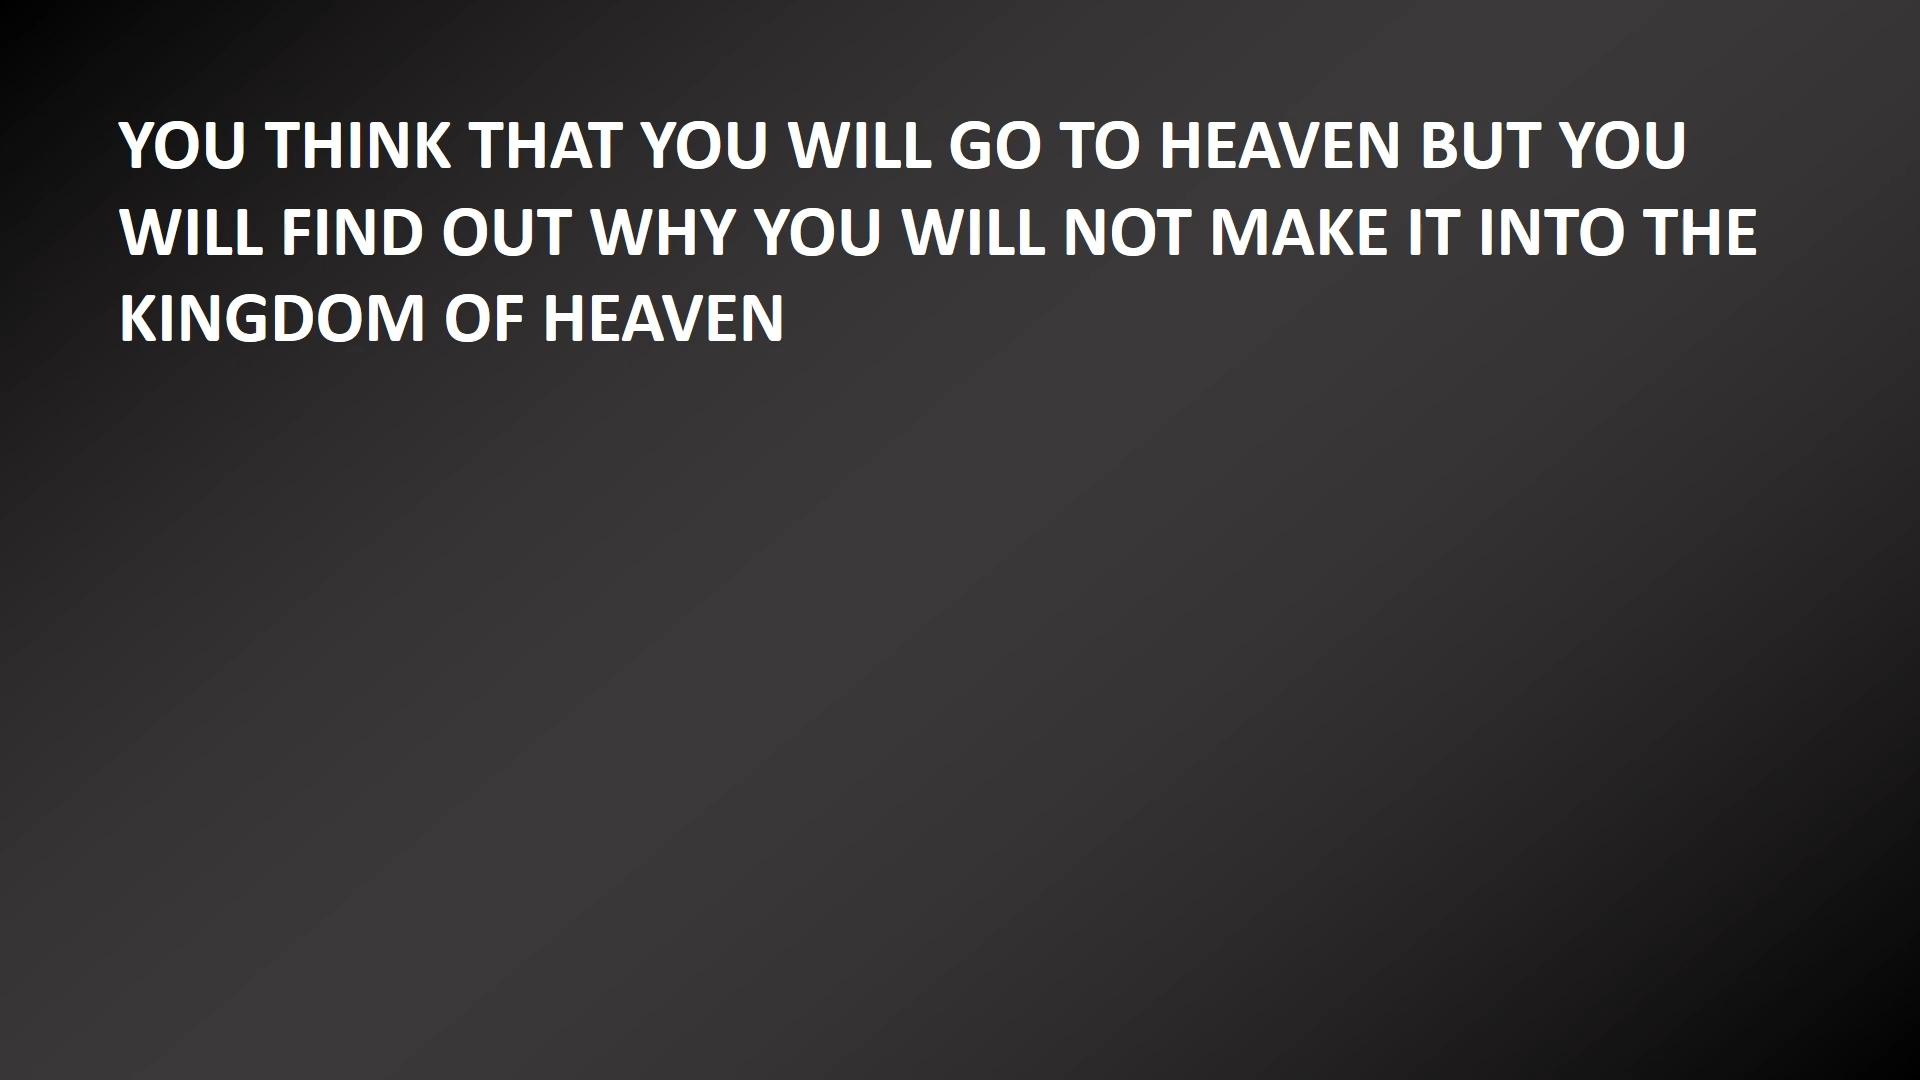 YOU THINK THAT YOU WILL GO TO HEAVEN BUT YOU
WILL FIND OUT WHY YOU WILL NOT MAKE IT INTO THE
KINGDOM OF HEAVEN